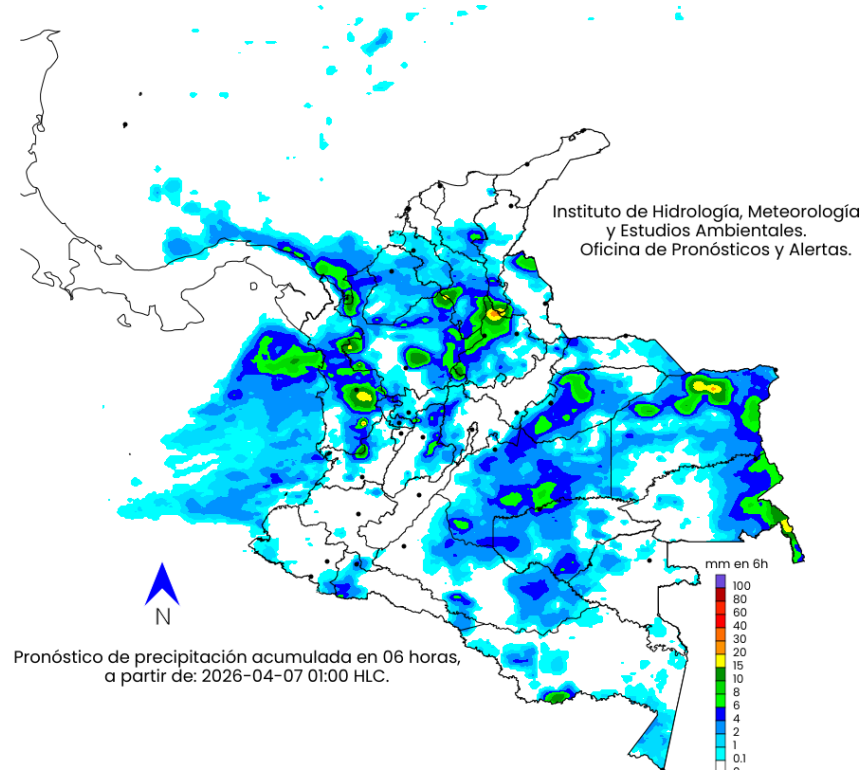 Instituto de Hidrología, Meteorología
y Estudios Ambientales.
Oficina de Pronósticos y Alertas.
N
Pronóstico de precipitación acumulada en 06 horas,
a partir de: 2026-04-07 01:00 HLC.
mm en 6h
100
80
60
40
30
20
15
10
8
6
4
2
1
0.1
0